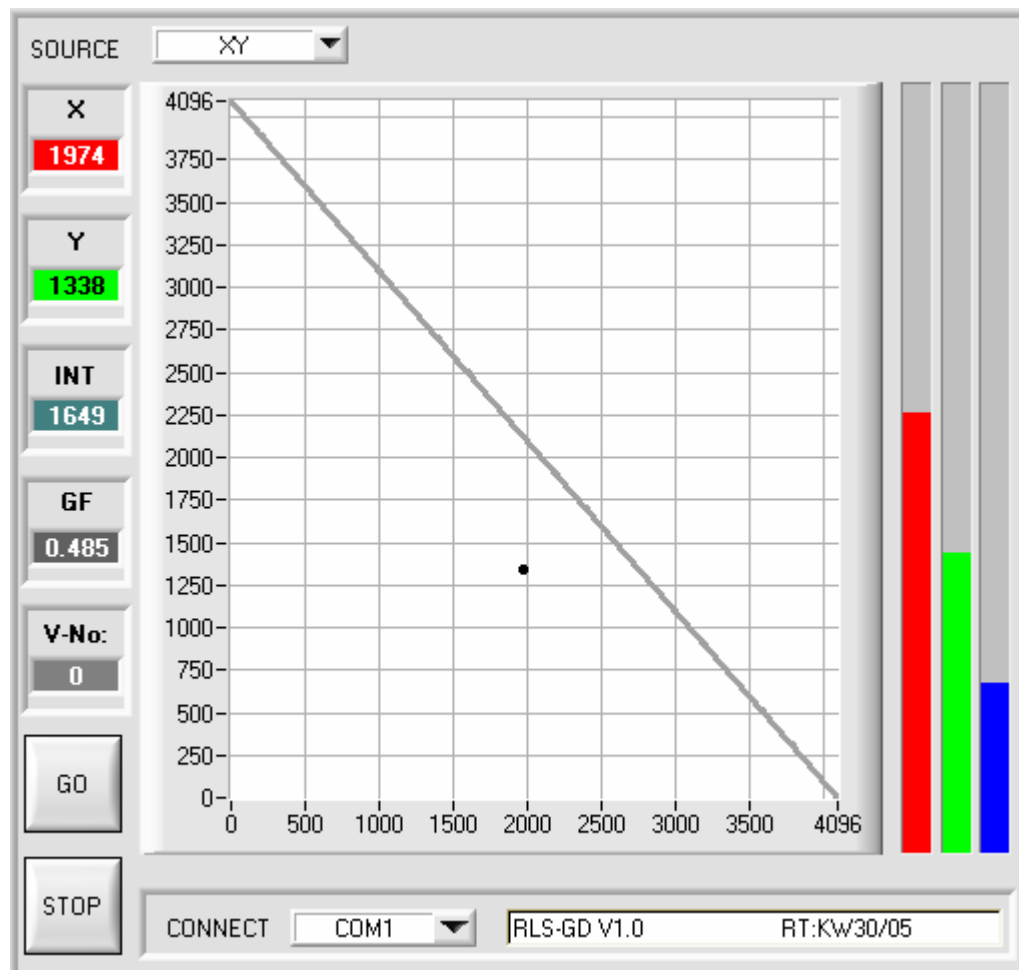 SOURCE XY
X
1974
Y
1338
INT
1649
GF
0.485
V-No:
0
GO
STOP
4096
3750
3500
3250
3000
2750
2500
2250
2000
1750
1500
1250
1000
750
500
250
0
0 500 1000 1500 2000 2500 3000 3500 4096
CONNECT COM1 RLS-GD V1.0 RT:KW30/05